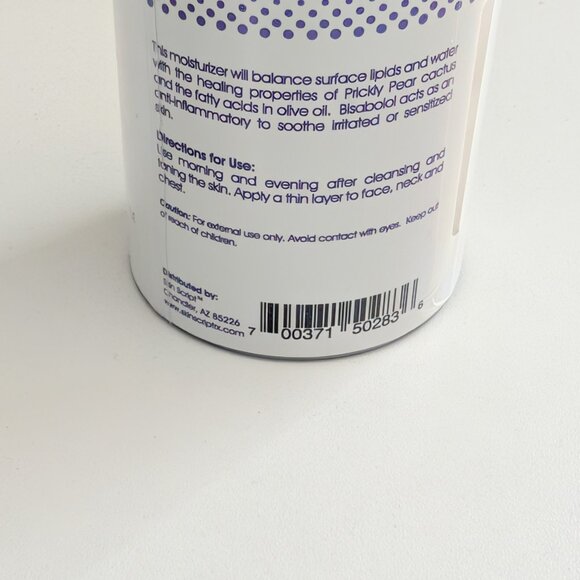 This moisturizer will balance surface lipids and water
with the healing properties of Prickly Pear cactus
and the fatty acids in olive oil. Bisabolol acts as an
anti-inflammatory to soothe irritated or sensitized
skin.
Directions for Use:
Use morning and evening after cleansing and
toning the skin. Apply a thin layer to face, neck and
chest.
Caution: For external use only. Avoid contact with eyes. Keep out
of reach of children.
Distributed by:
Skin Script™
Chandler, AZ 85226
www.skinscriptrx.com
7 00371 50283 6